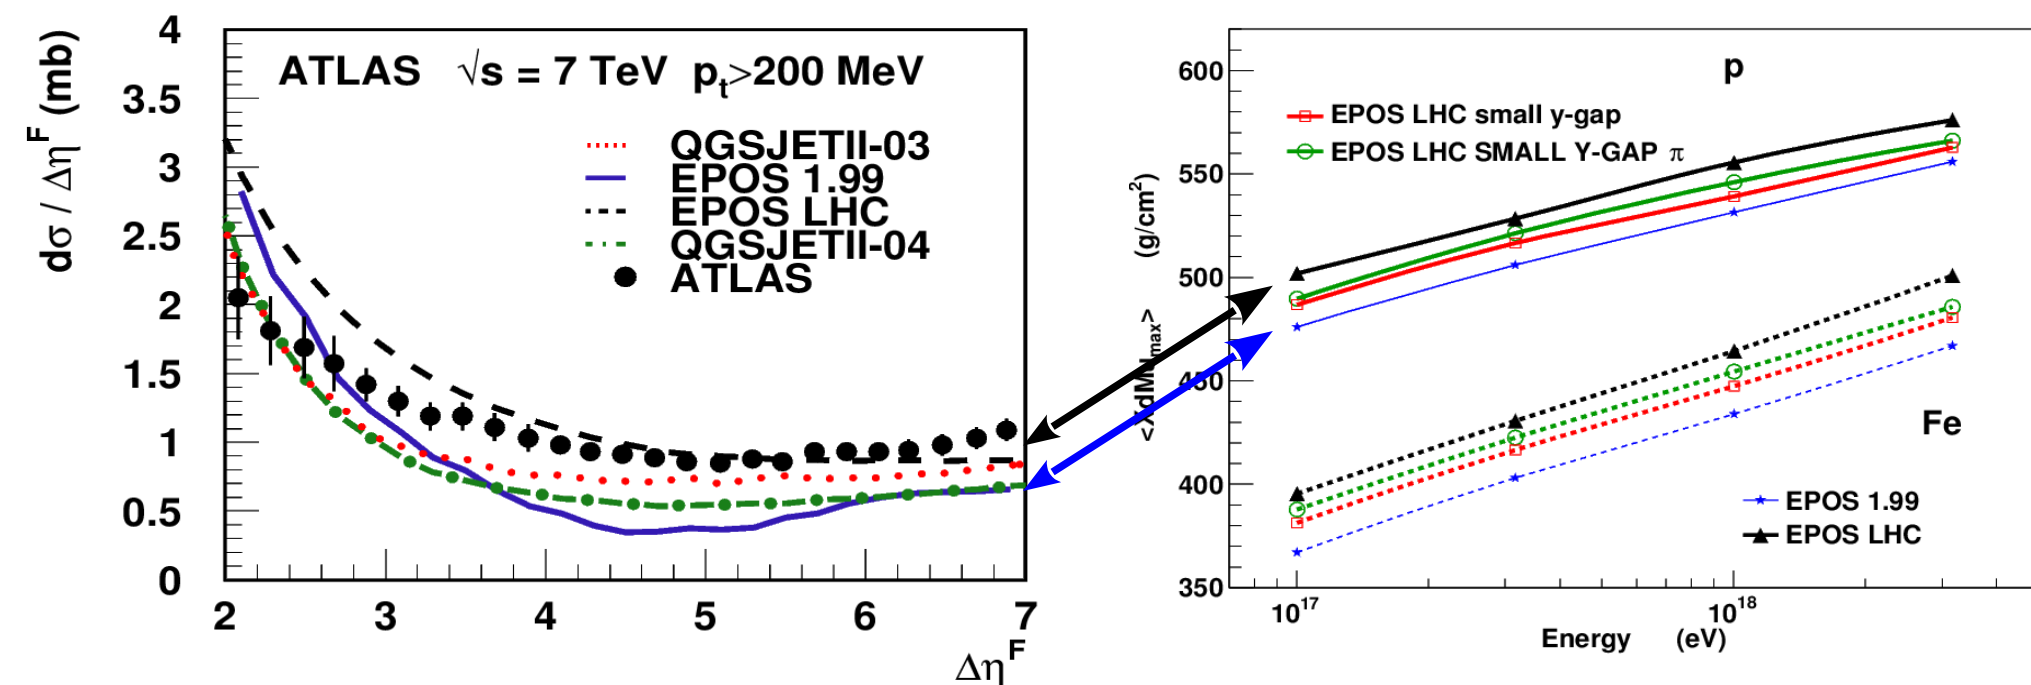 ATLAS √s = 7 TeV pt>200 MeV
QGSJETII-03
EPOS 1.99
EPOS LHC
QGSJETII-04
ATLAS
dσ / Δη^F (mb)
4
3.5
3
2.5
2
1.5
1
0.5
0
2 3 4 5 6 7
Δη^F
p
EPOS LHC small y-gap
EPOS LHC SMALL Y-GAP π
Fe
EPOS 1.99
EPOS LHC
(g/cm²)
600
550
500
450
400
350
10^17 10^18
Energy (eV)